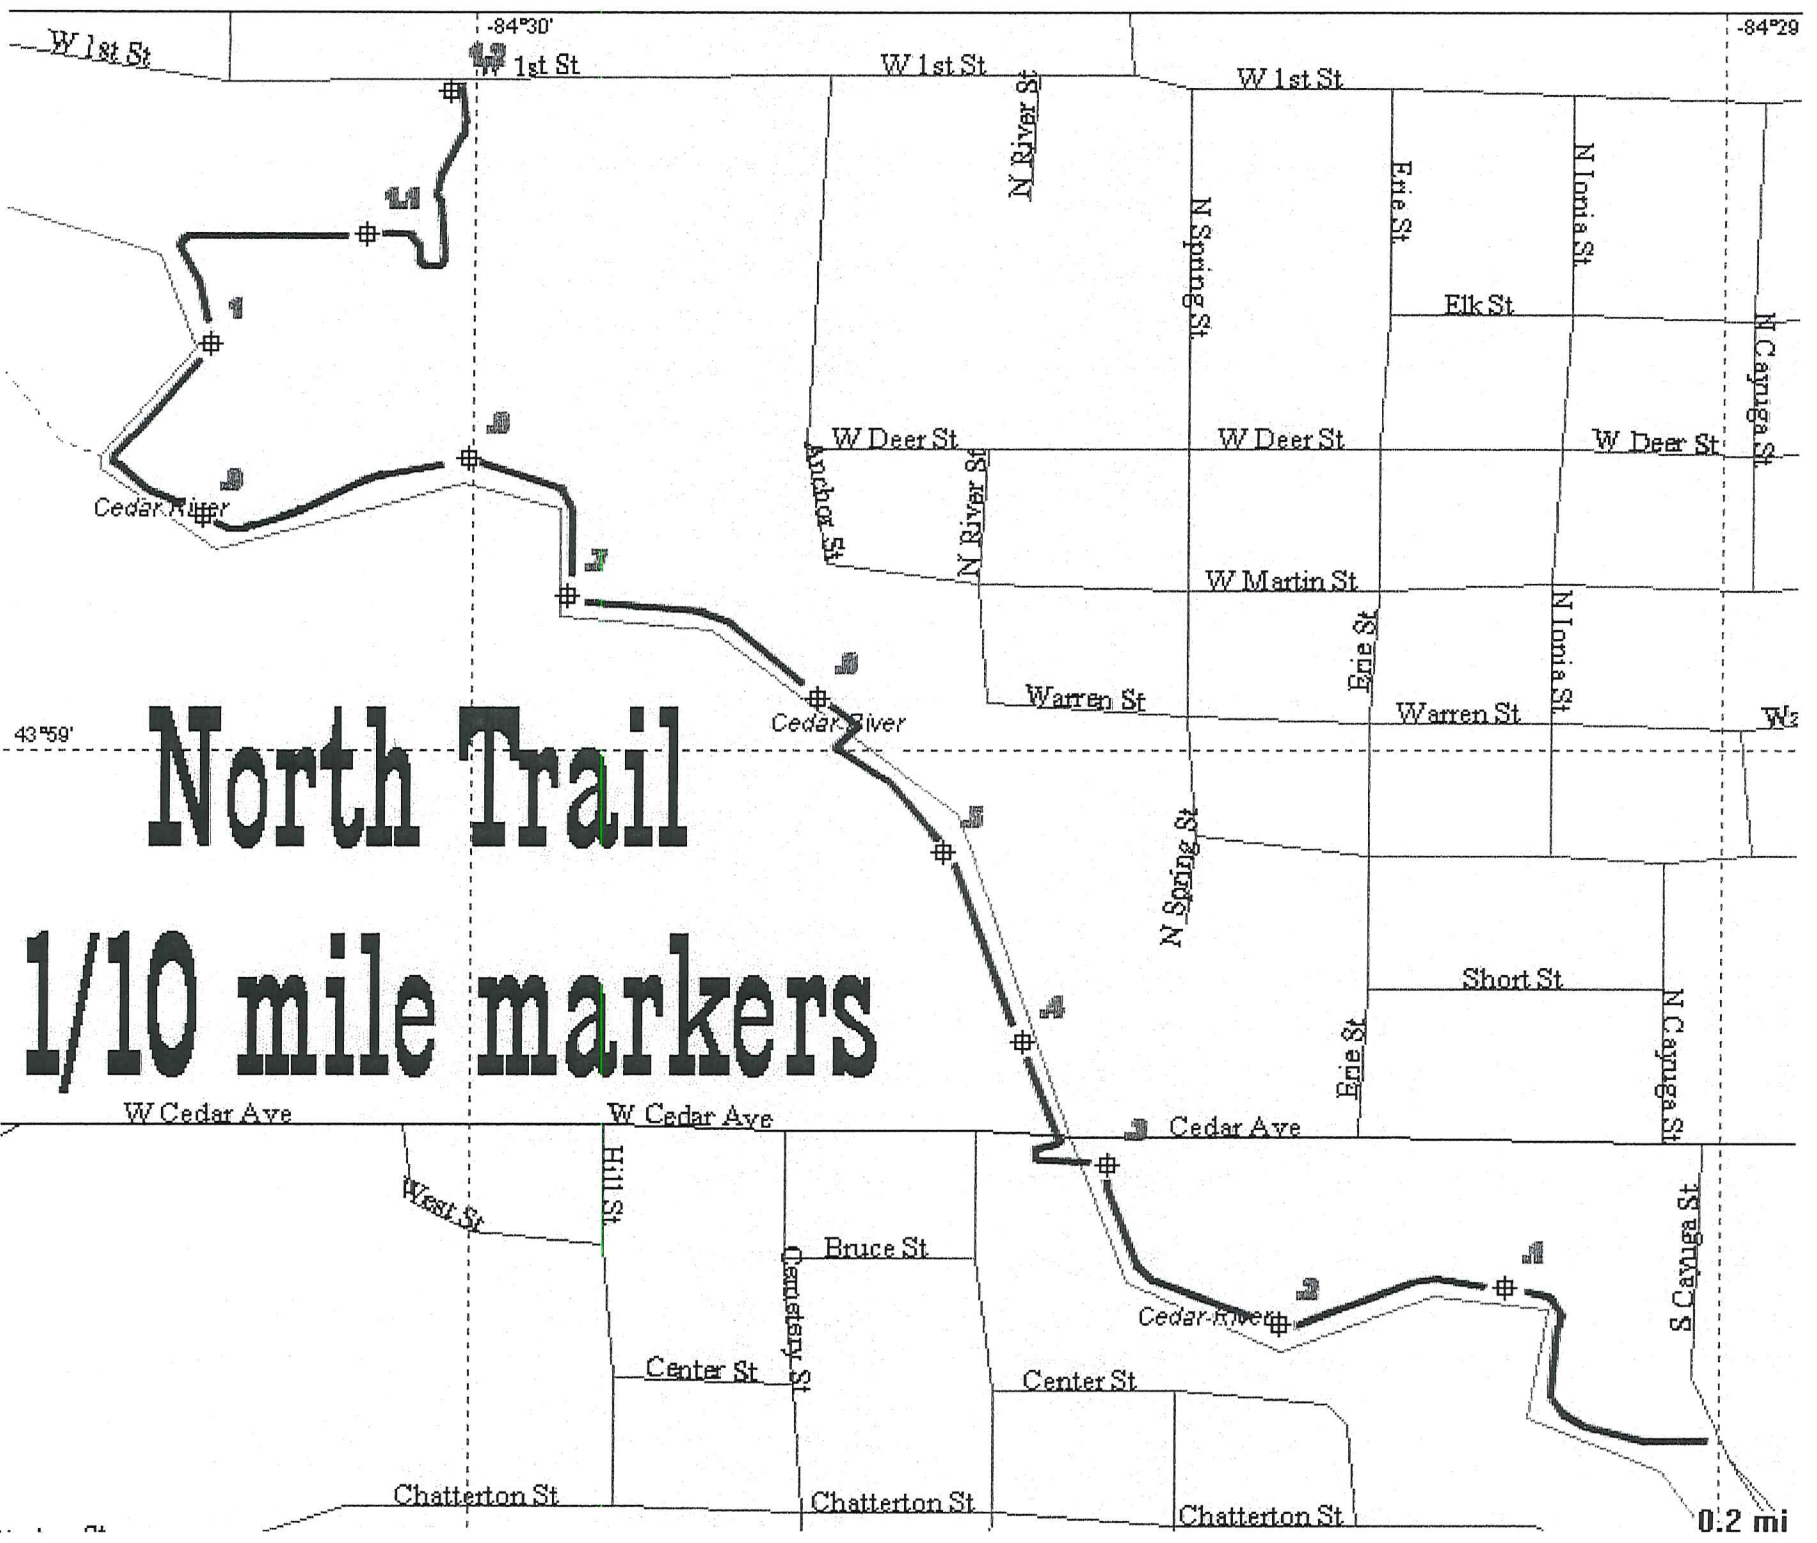 -84°30'
-84°29
W 1st St
1st St
W 1st St
W 1st St
N River St
N Spring St
Erie St
N Ionia St
1.1
Elk St
1
N Cayuga St
W Deer St
W Deer St
W Deer St
Anchor St
N River St
.9
Cedar River
.7
W Martin St
N Ionia St
Erie St
Warren St
Warren St
Cedar River
43°59'
North Trail
.5
N Spring St
1/10 mile markers
Short St
.4
N Cayuga St
Erie St
W Cedar Ave
W Cedar Ave
Cedar Ave
.3
Hill St
West St
S Cayuga St
Bruce St
Cemetery St
.1
.2
Cedar River
Center St
Center St
Chatterton St
Chatterton St
Chatterton St
0.2 mi